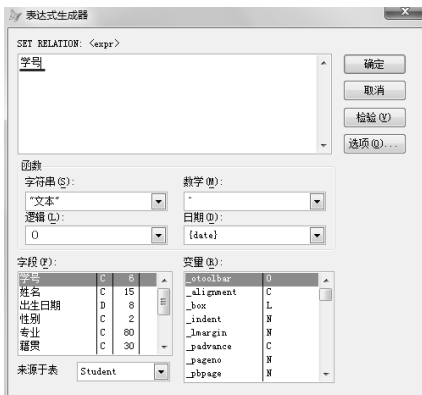 表达式生成器
SET RELATION: <expr>
学号
确定
取消
检验(V)
选项(O)...
函数
字符串(S):
数学(M):
"文本"
^
逻辑(L):
日期(D):
()
{date}
字段(F):
变量(R):
学号 C 6
姓名 C 15
出生日期 D 8
性别 C 2
专业 C 80
籍贯 C 30
_otoolbar O
_alignment C
_box L
_indent N
_lmargin N
_padvance C
_pageno N
_pbpage N
来源于表 Student